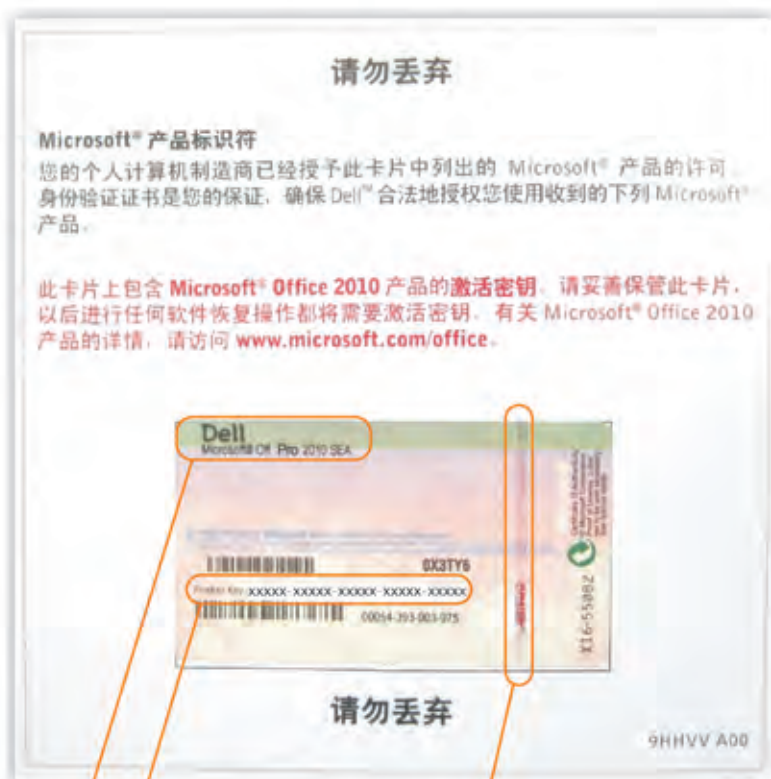 请勿丢弃
Microsoft® 产品标识符
您的个人计算机制造商已经授予此卡片中列出的 Microsoft® 产品的许可。
身份验证证书是您的保证，确保 Dell™ 合法地授权您使用收到的下列 Microsoft®
产品。
此卡片上包含 Microsoft® Office 2010 产品的激活密钥。请妥善保管此卡片，
以后进行任何软件恢复操作都将需要激活密钥。有关 Microsoft® Office 2010
产品的详情，请访问 www.microsoft.com/office。
Dell
Microsoft® Off Pro 2010 SEA
0X3TY6
Product Key: XXXXX-XXXXX-XXXXX-XXXXX-XXXXX
00054-393-003-975
Certificate of Authenticity
X16-55082
请勿丢弃
9HHVV A00